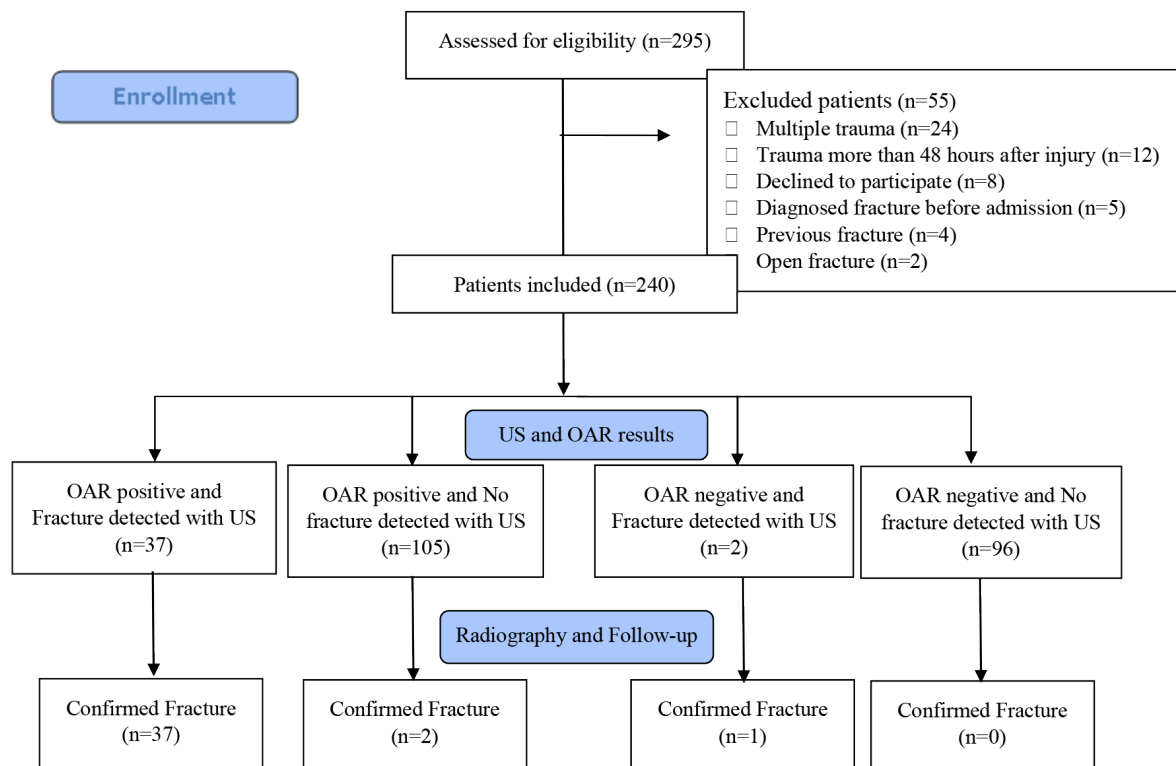 Assessed for eligibility (n=295)
Enrollment
Excluded patients (n=55)
Multiple trauma (n=24)
Trauma more than 48 hours after injury (n=12)
Declined to participate (n=8)
Diagnosed fracture before admission (n=5)
Previous fracture (n=4)
Open fracture (n=2)
Patients included (n=240)
US and OAR results
OAR positive and
Fracture detected with US
(n=37)
OAR positive and No
fracture detected with US
(n=105)
OAR negative and
Fracture detected with US
(n=2)
OAR negative and No
fracture detected with US
(n=96)
Radiography and Follow-up
Confirmed Fracture
(n=37)
Confirmed Fracture
(n=2)
Confirmed Fracture
(n=1)
Confirmed Fracture
(n=0)